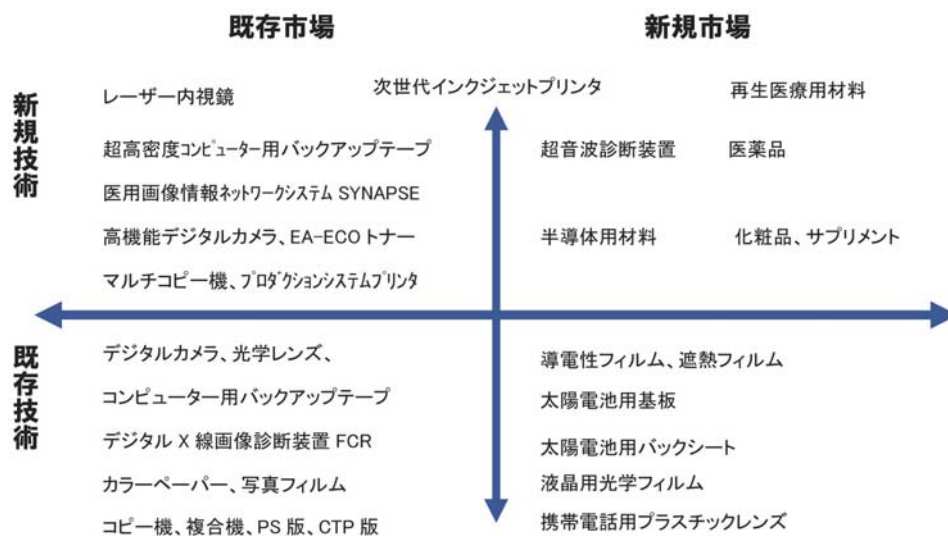 既存市場
新規市場
新規技術
レーザー内視鏡
次世代インクジェットプリンタ
再生医療用材料
超高密度コンピューター用バックアップテープ
超音波診断装置
医薬品
医用画像情報ネットワークシステム SYNAPSE
高機能デジタルカメラ、EA-ECO トナー
半導体用材料
化粧品、サプリメント
マルチコピー機、プロダクションシステムプリンタ
既存技術
デジタルカメラ、光学レンズ、
コンピューター用バックアップテープ
デジタル X 線画像診断装置 FCR
カラーペーパー、写真フィルム
コピー機、複合機、PS 版、CTP 版
導電性フィルム、遮熱フィルム
太陽電池用基板
太陽電池用バックシート
液晶用光学フィルム
携帯電話用プラスチックレンズ